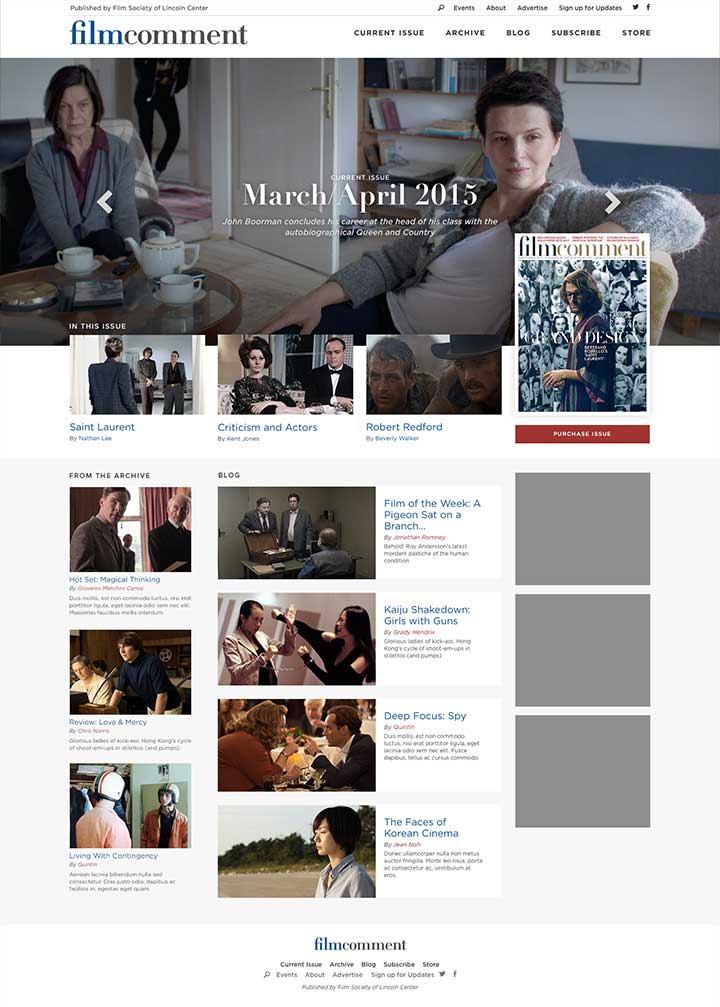 Published by Film Society of Lincoln Center
Events About Advertise Sign up for Updates
filmcomment
CURRENT ISSUE ARCHIVE BLOG SUBSCRIBE STORE
CURRENT ISSUE
March/April 2015
John Boorman concludes his career at the head of his class with the
autobiographical Queen and Country
filmcomment
GRAND DESIGN
BERTRAND
BONELLO'S
SAINT
LAURENT
IN THIS ISSUE
Saint Laurent
By Nathan Lee
Criticism and Actors
By Kent Jones
Robert Redford
By Beverly Walker
PURCHASE ISSUE
FROM THE ARCHIVE
Hot Set: Magical Thinking
By Giovanni Marchini Camia
Duis mollis, est non commodo luctus, nisi erat
porttitor ligula, eget lacinia odio sem nec elit.
Maecenas faucibus mollis interdum.
Review: Love & Mercy
By Chris Norris
Glorious ladies of kick-ass: Hong Kong's cycle
of shoot-em-ups in stilettos (and pumps)
Living With Contingency
By Quintin
Aenean lacinia bibendum nulla sed
consectetur. Cras justo odio, dapibus ac
facilisis in, egestas eget quam.
BLOG
Film of the Week: A
Pigeon Sat on a
Branch...
By Jonathan Romney
Behold! Roy Andersson's latest
mordant pastiche of the human
condition
Kaiju Shakedown:
Girls with Guns
By Grady Hendrix
Glorious ladies of kick-ass: Hong
Kong's cycle of shoot-em-ups in
stilettos (and pumps)
Deep Focus: Spy
By Quintin
Duis mollis, est non commodo
luctus, nisi erat porttitor ligula, eget
lacinia odio sem nec elit. Fusce
dapibus, tellus ac cursus commodo.
The Faces of
Korean Cinema
By Jean Noh
Donec ullamcorper nulla non metus
auctor fringilla. Morbi leo risus, porta
ac consectetur ac, vestibulum at
eros.
filmcomment
Current Issue Archive Blog Subscribe Store
Events About Advertise Sign up for Updates
Published by Film Society of Lincoln Center